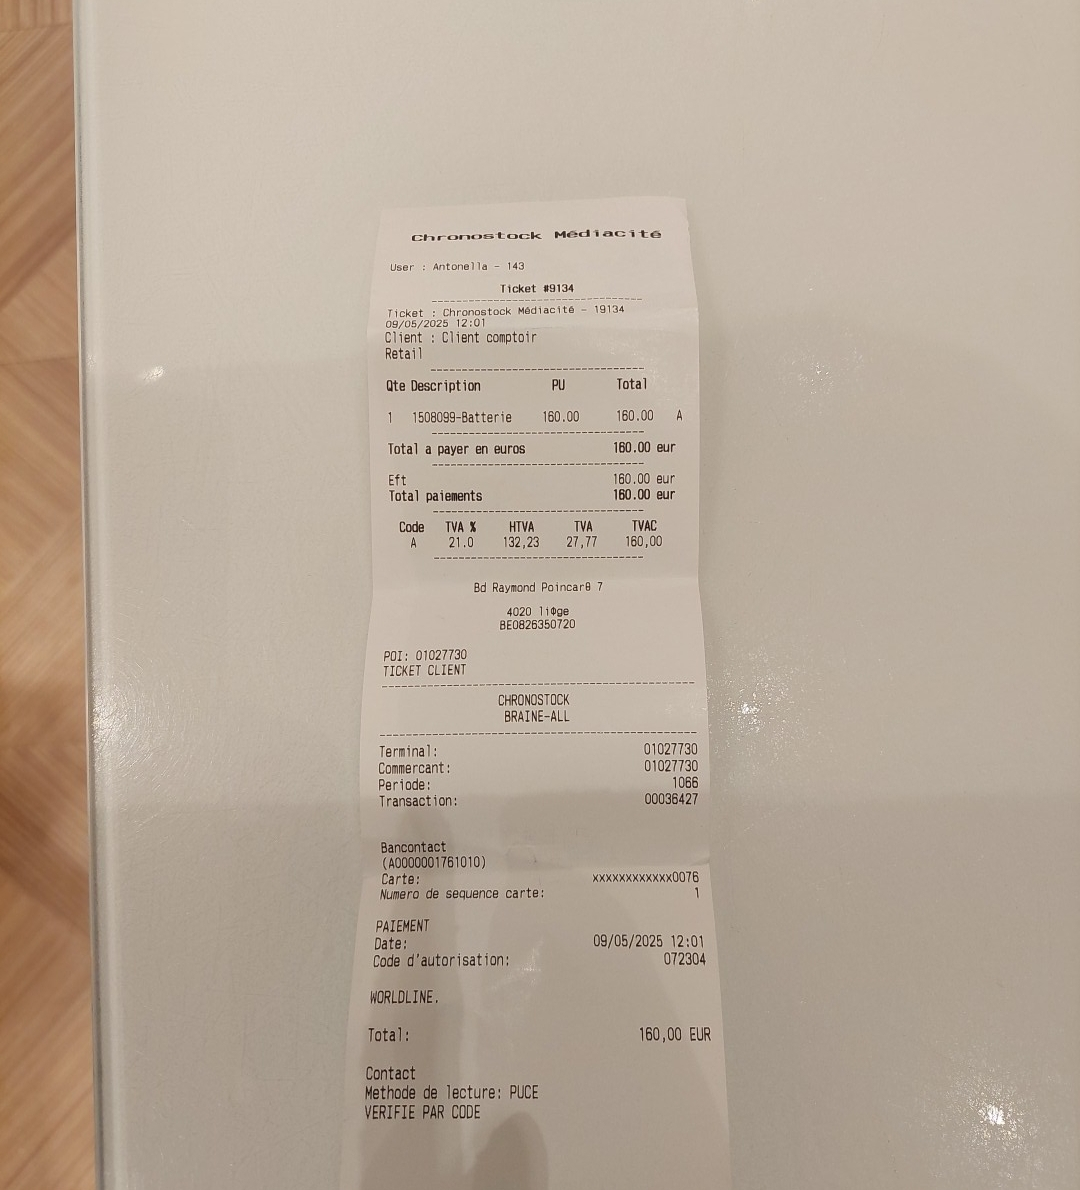 Chronostock Médiacité
User : Antonella - 143
Ticket #9134
Ticket : Chronostock Médiacité - 19134
09/05/2025 12:01
Client : Client comptoir
Retail
Qte Description PU Total
1 1508099-Batterie 160.00 160.00 A
Total a payer en euros 160.00 eur
Eft 160.00 eur
Total paiements 160.00 eur
Code TVA % HTVA TVA TVAC
A 21.0 132,23 27,77 160,00
Bd Raymond PoincarΘ 7
4020 liΦge
BE0826350720
POI: 01027730
TICKET CLIENT
CHRONOSTOCK
BRAINE-ALL
Terminal: 01027730
Commercant: 01027730
Periode: 1066
Transaction: 00036427
Bancontact
(A0000001761010)
Carte: xxxxxxxxxxxx0076
Numero de sequence carte: 1
PAIEMENT
Date: 09/05/2025 12:01
Code d'autorisation: 072304
WORLDLINE.
Total: 160,00 EUR
Contact
Methode de lecture: PUCE
VERIFIE PAR CODE